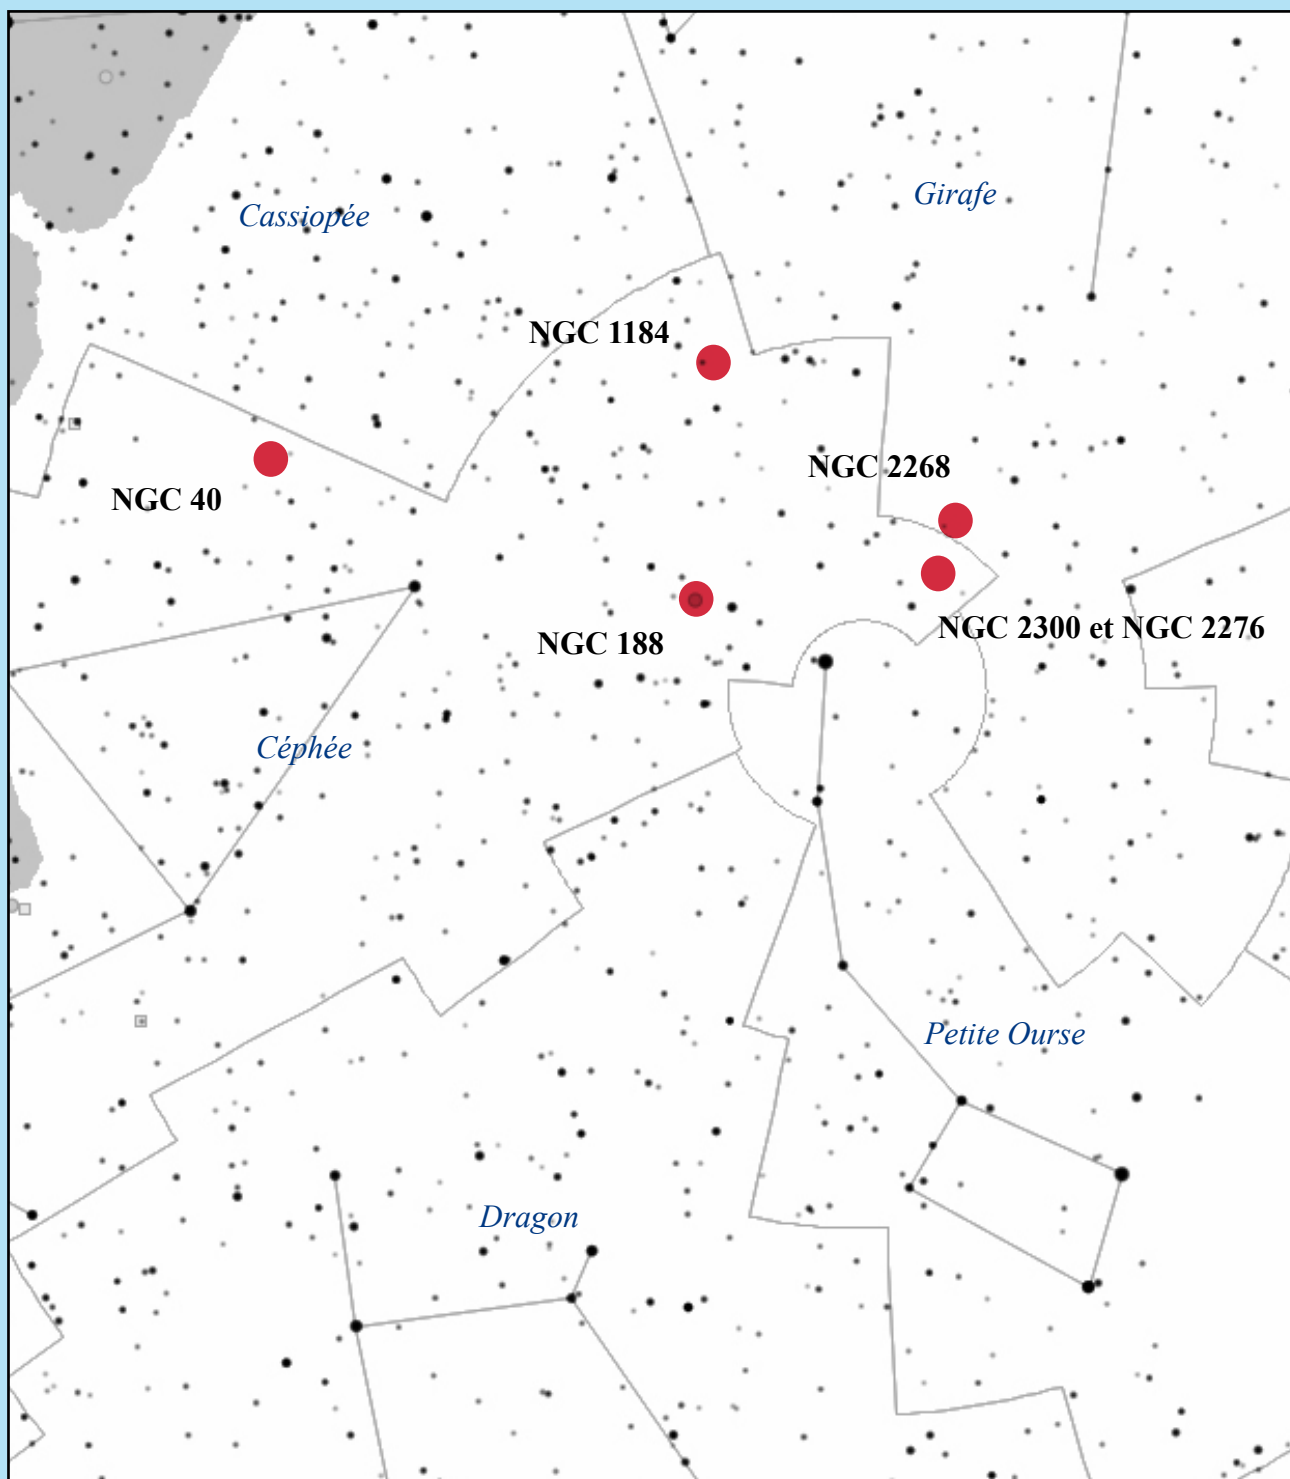 Girafe
Cassiopée
NGC 1184
NGC 2268
NGC 40
NGC 2300 et NGC 2276
NGC 188
Céphée
Petite Ourse
Dragon